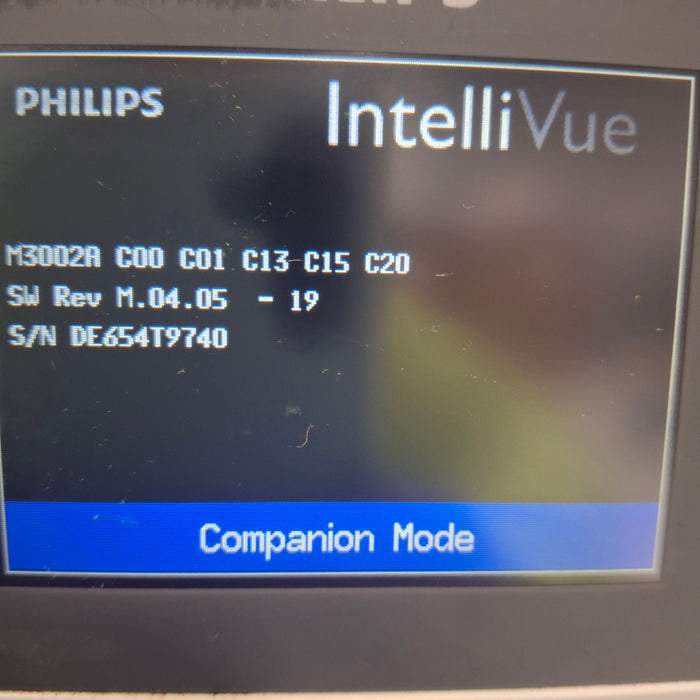 PHILIPS IntelliVue
M3002A C00 C01 C13 C15 C20
SW Rev M.04.05 - 19
S/N DE654T9740
Companion Mode